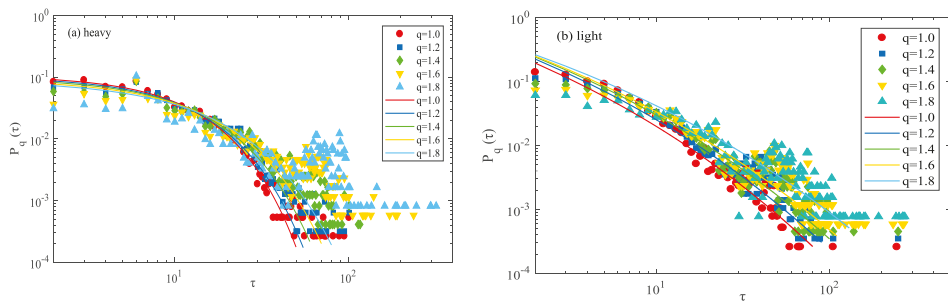 (a) heavy
q=1.0
q=1.2
q=1.4
q=1.6
q=1.8
q=1.0
q=1.2
q=1.4
q=1.6
q=1.8
P_q (τ)
10^0
10^-1
10^-2
10^-3
10^-4
10^1
10^2
τ
(b) light
q=1.0
q=1.2
q=1.4
q=1.6
q=1.8
q=1.0
q=1.2
q=1.4
q=1.6
q=1.8
P_q (τ)
10^0
10^-1
10^-2
10^-3
10^-4
10^1
10^2
τ